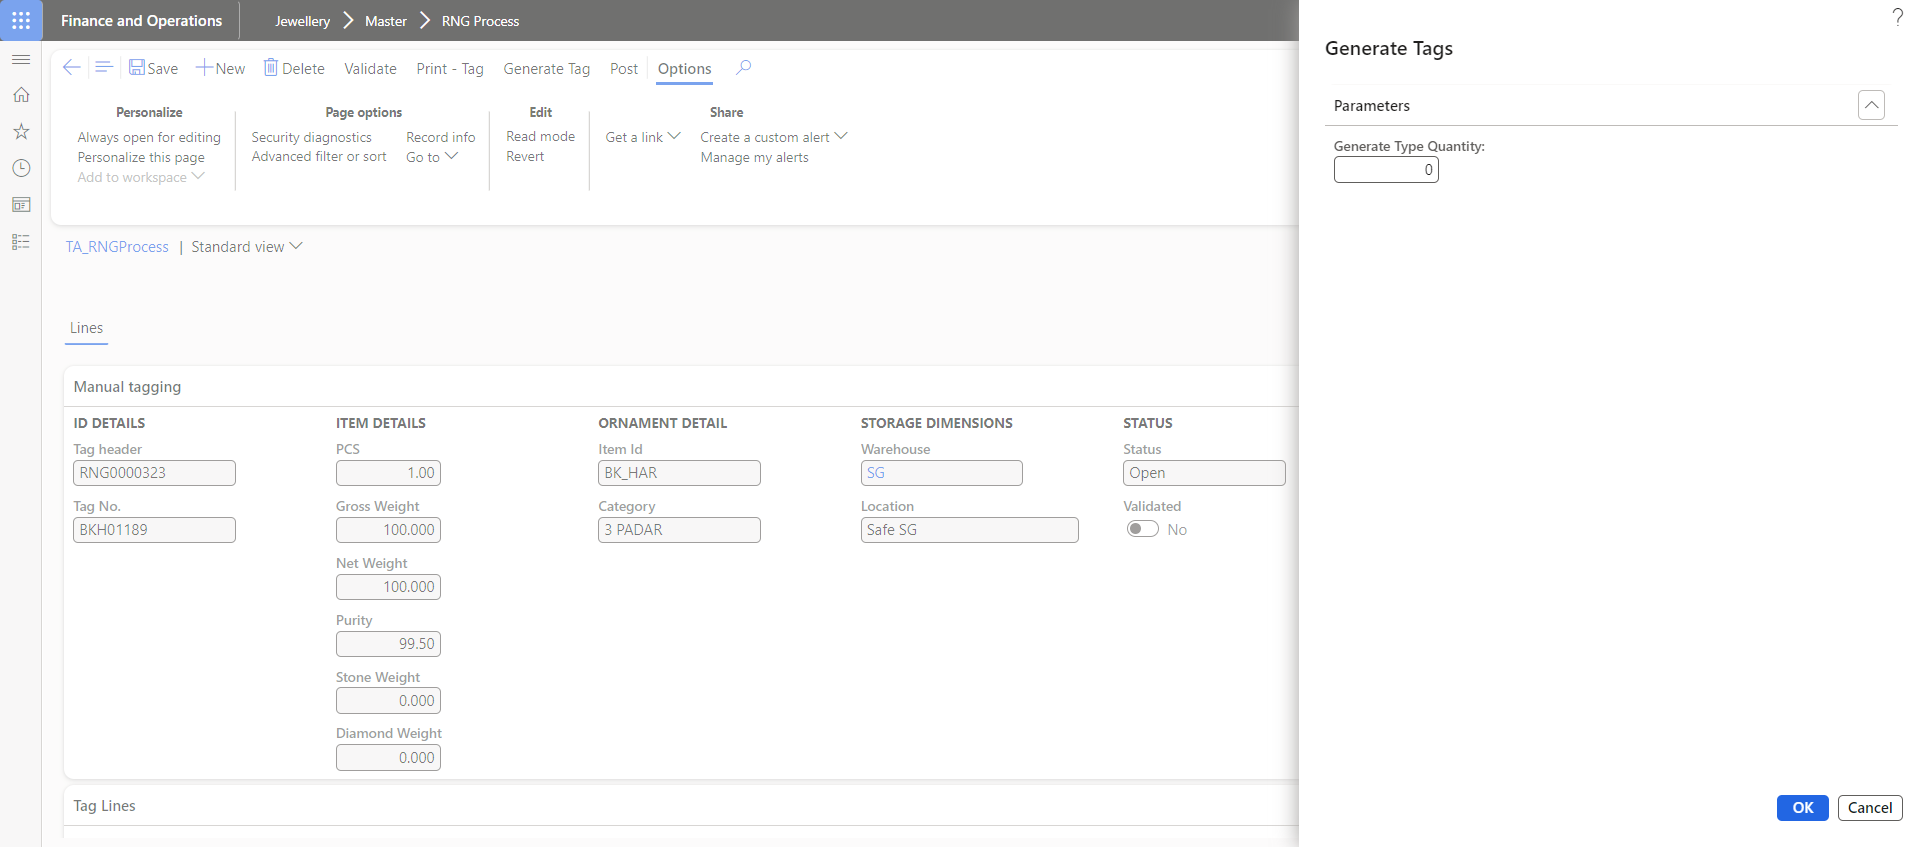 Finance and Operations
Jewellery > Master > RNG Process
?
Generate Tags
Parameters
Generate Type Quantity:
0
Save New Delete Validate Print - Tag Generate Tag Post Options
Personalize
Always open for editing
Personalize this page
Add to workspace
Page options
Security diagnostics
Advanced filter or sort
Record info
Go to
Edit
Read mode
Revert
Get a link
Share
Create a custom alert
Manage my alerts
TA_RNGProcess | Standard view
Lines
Manual tagging
ID DETAILS
Tag header
RNG0000323
Tag No.
BKH01189
ITEM DETAILS
PCS
1.00
Gross Weight
100.000
Net Weight
100.000
Purity
99.50
Stone Weight
0.000
Diamond Weight
0.000
ORNAMENT DETAIL
Item Id
BK_HAR
Category
3 PADAR
STORAGE DIMENSIONS
Warehouse
SG
Location
Safe SG
STATUS
Status
Open
Validated
No
Tag Lines
OK Cancel